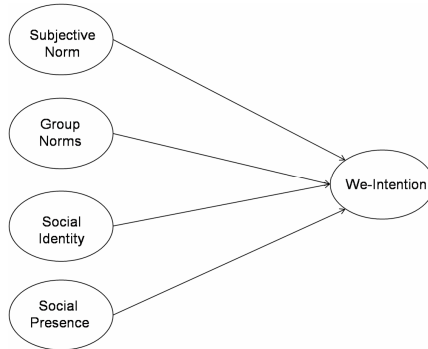 Subjective
Norm
Group
Norms
We-Intention
Social
Identity
Social
Presence